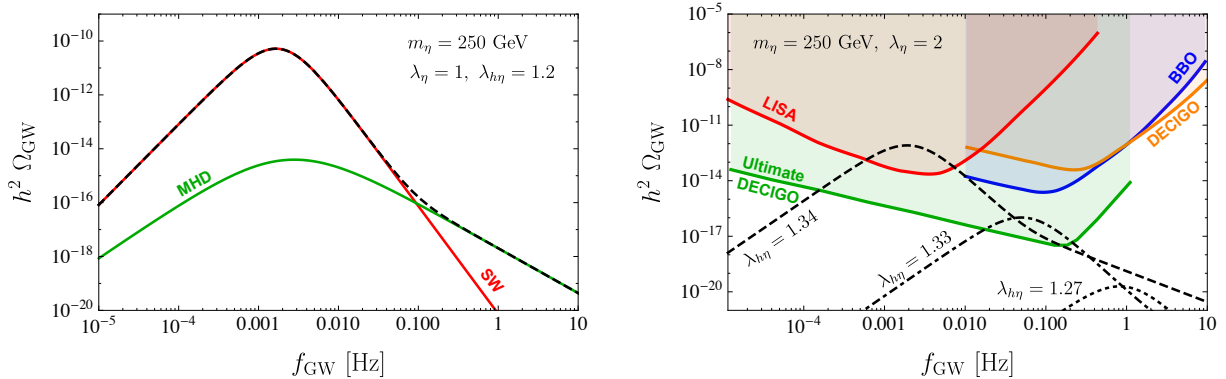 10⁻¹⁰
10⁻¹²
10⁻¹⁴
10⁻¹⁶
10⁻¹⁸
10⁻²⁰
h² Ω_GW
m_η = 250 GeV
λ_η = 1, λ_hη = 1.2
MHD
SW
10⁻⁵ 10⁻⁴ 0.001 0.010 0.100 1 10
f_GW [Hz]
10⁻⁵
10⁻⁸
10⁻¹¹
10⁻¹⁴
10⁻¹⁷
10⁻²⁰
h² Ω_GW
m_η = 250 GeV, λ_η = 2
LISA
BBO
DECIGO
Ultimate
DECIGO
λ_hη = 1.34
λ_hη = 1.33
λ_hη = 1.27
10⁻⁴ 0.001 0.010 0.100 1 10
f_GW [Hz]